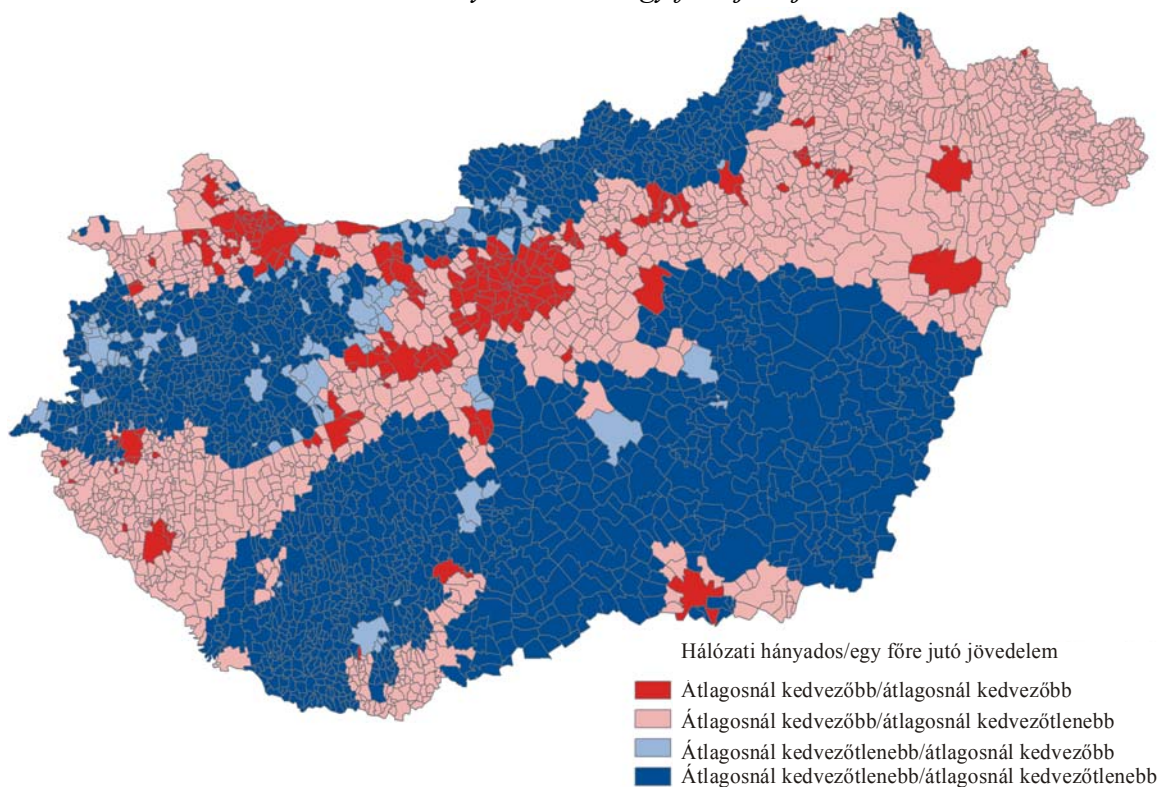 Hálózati hányados/egy főre jutó jövedelem
Átlagosnál kedvezőbb/átlagosnál kedvezőbb
Átlagosnál kedvezőbb/átlagosnál kedvezőtlenebb
Átlagosnál kedvezőtlenebb/átlagosnál kedvezőbb
Átlagosnál kedvezőtlenebb/átlagosnál kedvezőtlenebb